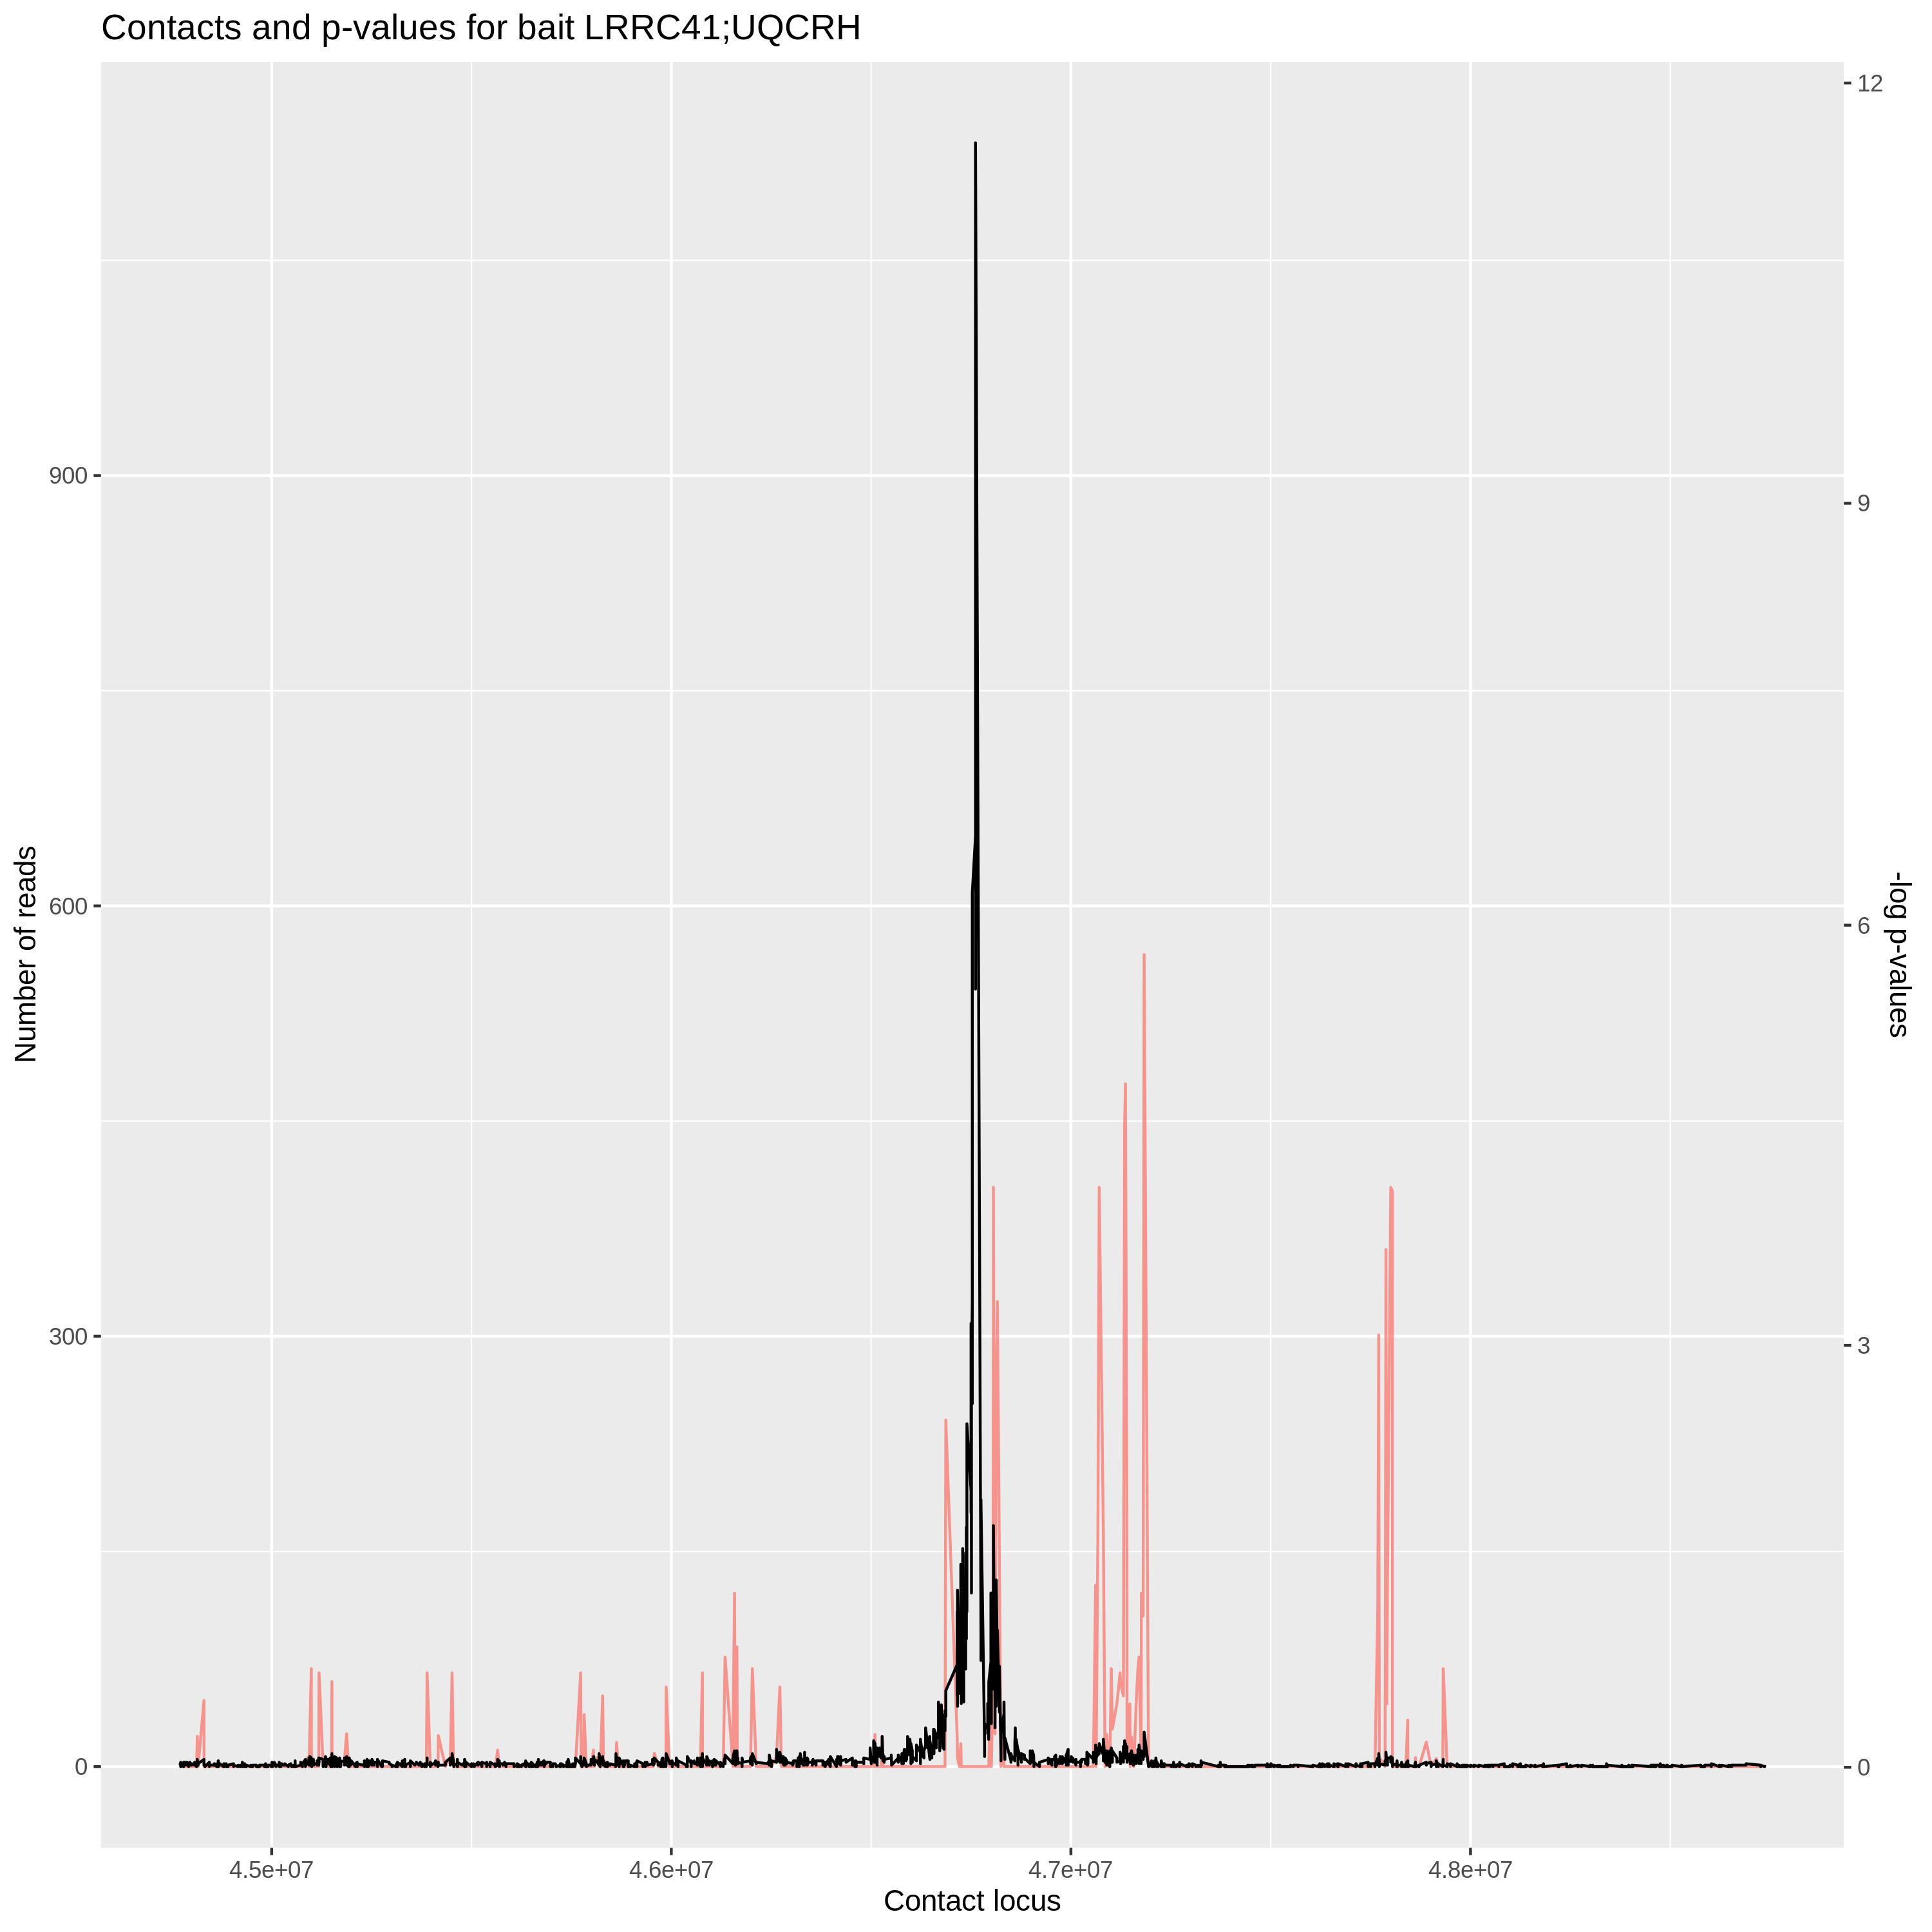 Contacts and p-values for bait LRRC41;UQCRH
12
900
9
600
6
Number of reads
-log p-values
300
3
0
0
4.5e+07
4.6e+07
4.7e+07
4.8e+07
Contact locus